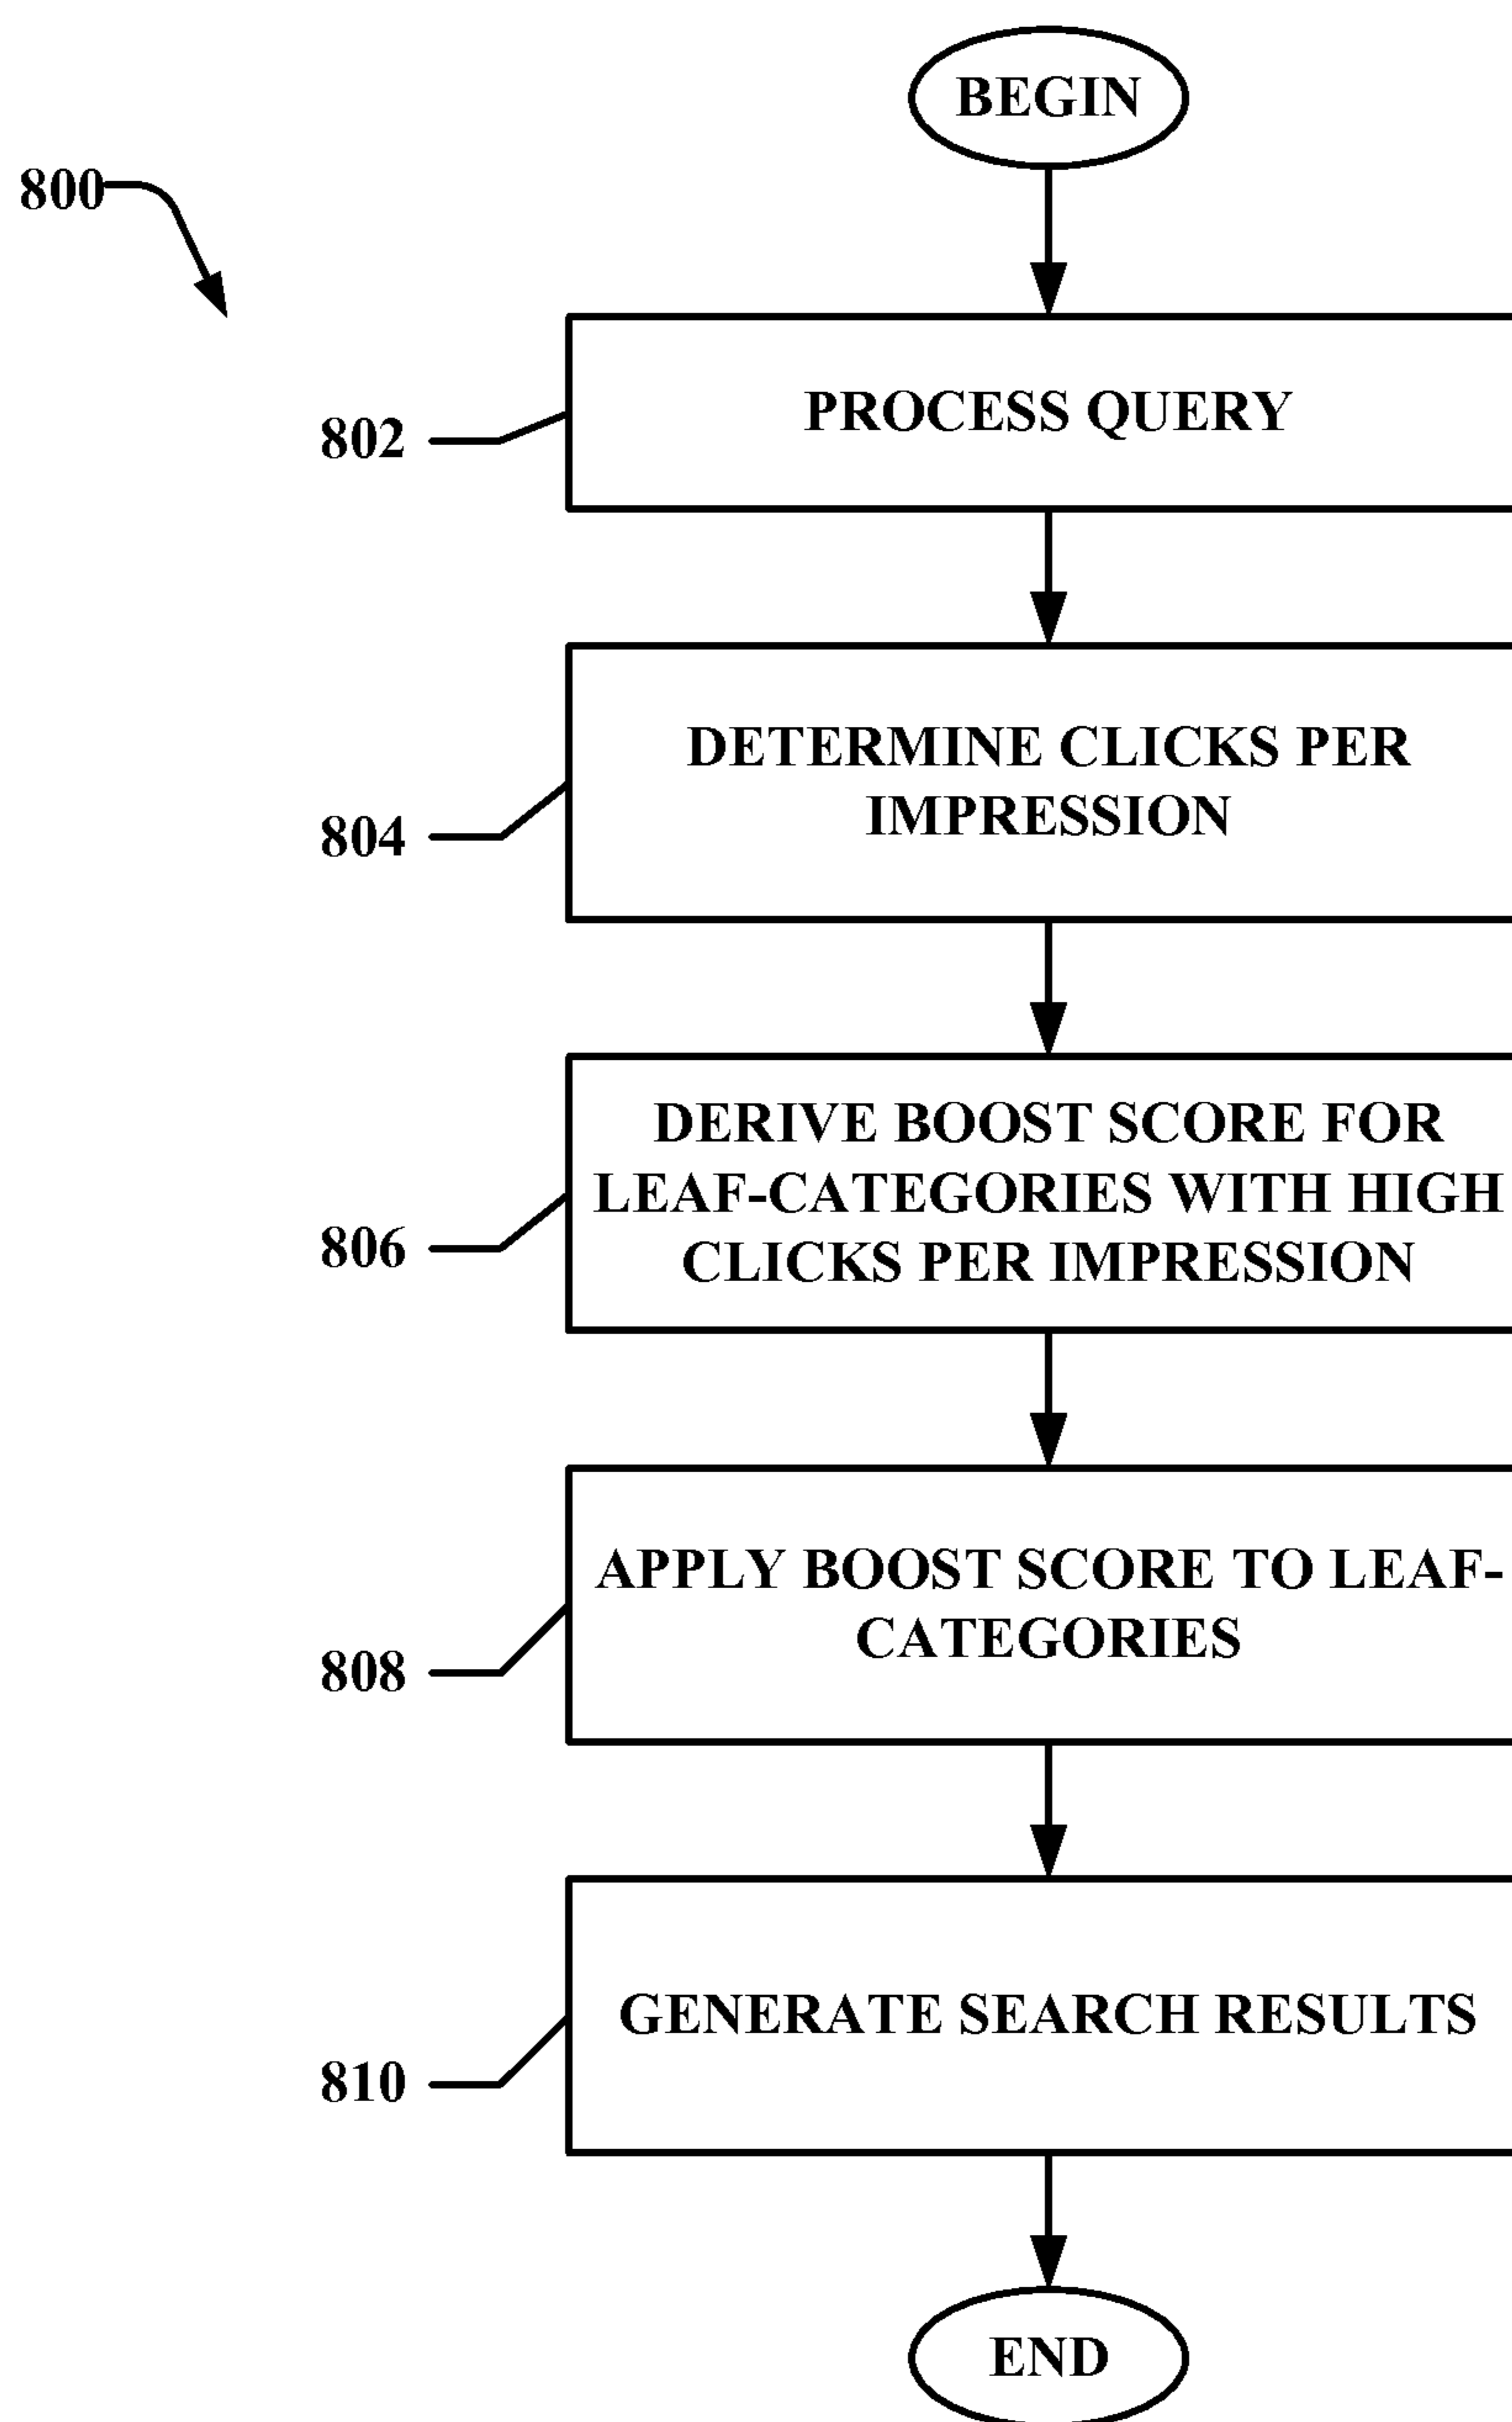 BEGIN
800
PROCESS QUERY
802
DETERMINE CLICKS PER
IMPRESSION
804
DERIVE BOOST SCORE FOR
LEAF-CATEGORIES WITH HIGH
CLICKS PER IMPRESSION
806
APPLY BOOST SCORE TO LEAF-
CATEGORIES
808
GENERATE SEARCH RESULTS
810
END